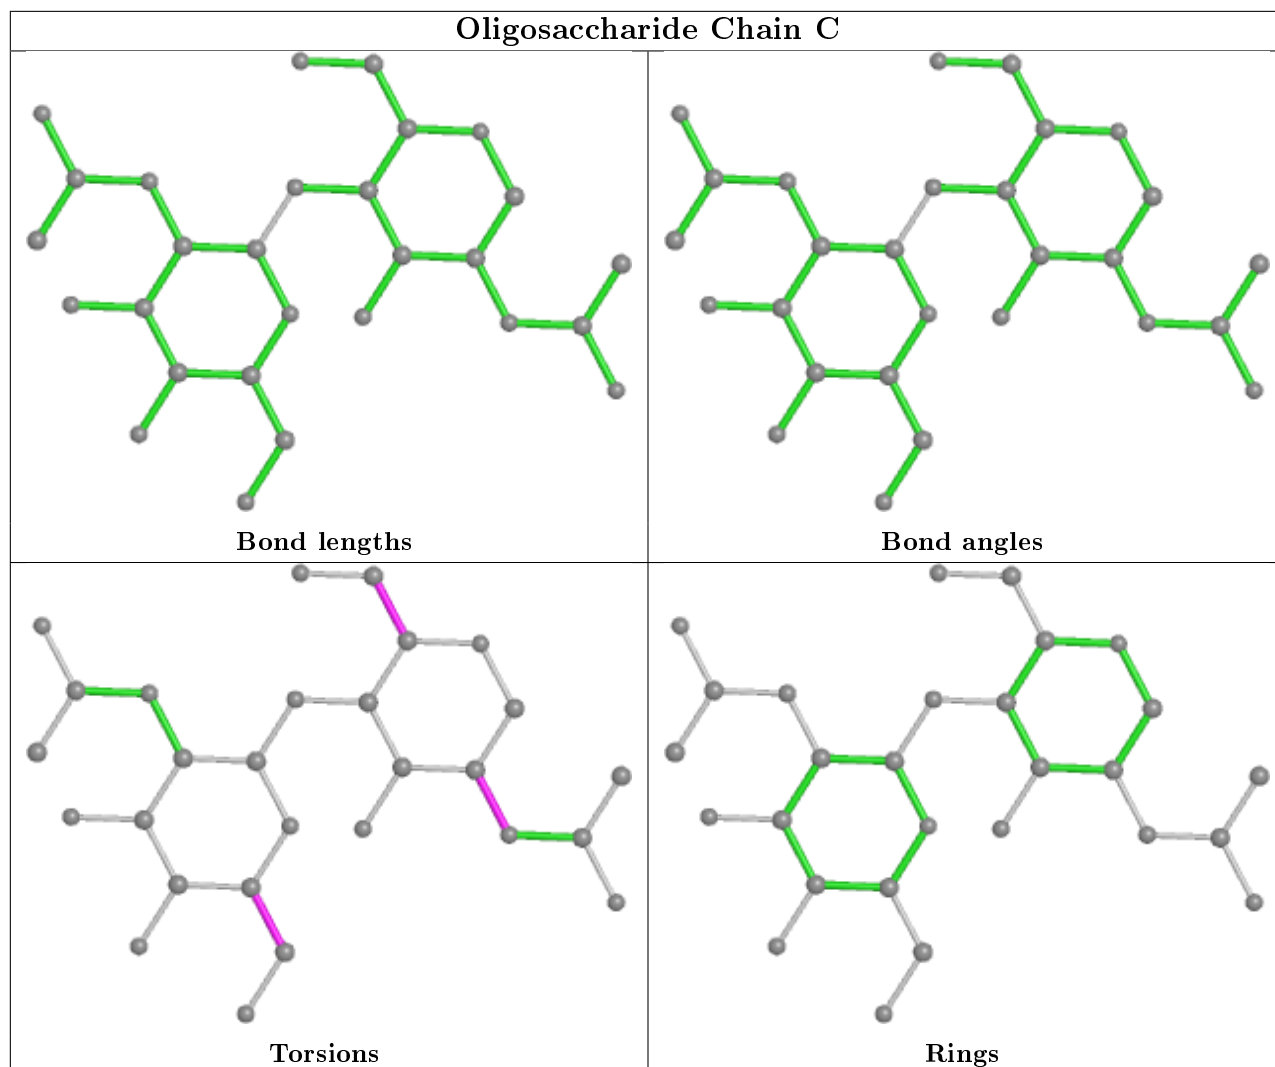 Oligosaccharide Chain C
Bond lengths
Bond angles
Torsions
Rings